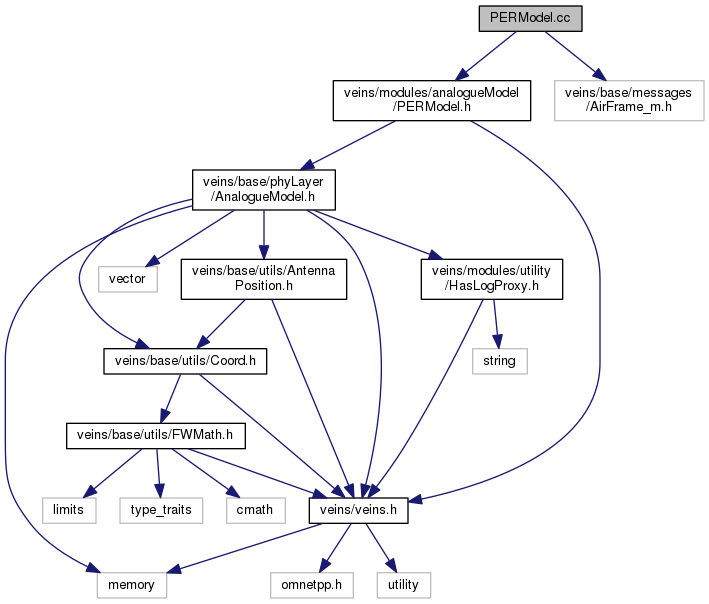 PERModel.cc
veins/modules/analogueModel
/PERModel.h
veins/base/messages
/AirFrame_m.h
veins/base/phyLayer
/AnalogueModel.h
vector
veins/base/utils/Antenna
Position.h
veins/modules/utility
/HasLogProxy.h
veins/base/utils/Coord.h
string
veins/base/utils/FWMath.h
limits
type_traits
cmath
veins/veins.h
memory
omnetpp.h
utility